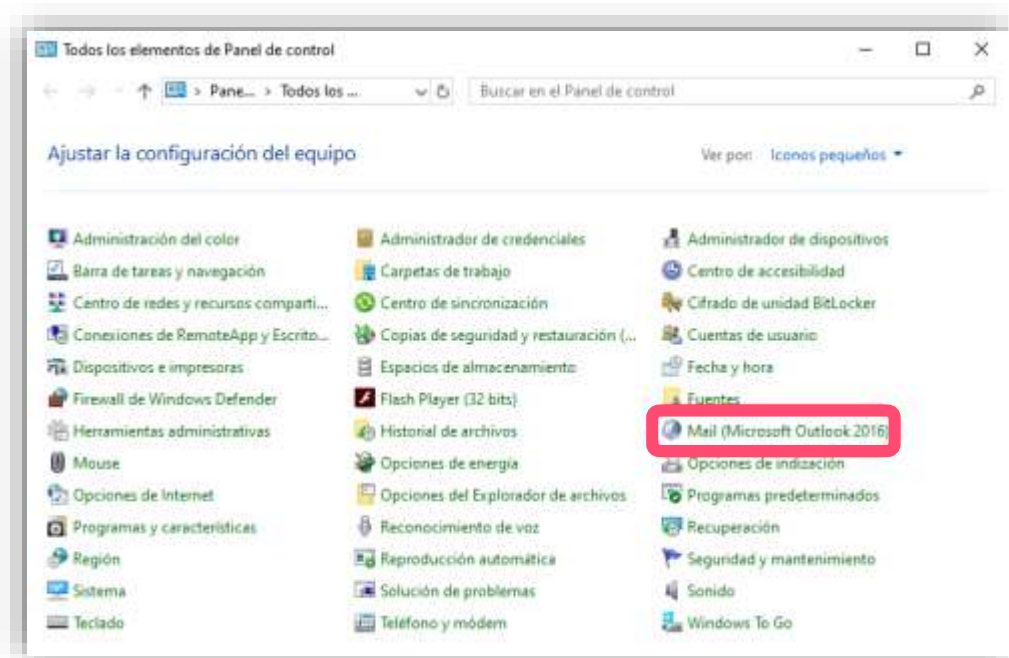 Todos los elementos de Panel de control
Pane... > Todos los ...
Buscar en el Panel de control
Ajustar la configuración del equipo
Ver por: Iconos pequeños
Administración del color
Administrador de credenciales
Administrador de dispositivos
Barra de tareas y navegación
Carpetas de trabajo
Centro de accesibilidad
Centro de redes y recursos comparti...
Centro de sincronización
Cifrado de unidad BitLocker
Conexiones de RemoteApp y Escrito...
Copias de seguridad y restauración (...
Cuentas de usuario
Dispositivos e impresoras
Espacios de almacenamiento
Fecha y hora
Firewall de Windows Defender
Flash Player (32 bits)
Fuentes
Herramientas administrativas
Historial de archivos
Mail (Microsoft Outlook 2016)
Mouse
Opciones de energía
Opciones de indización
Opciones de Internet
Opciones del Explorador de archivos
Programas predeterminados
Programas y características
Reconocimiento de voz
Recuperación
Región
Reproducción automática
Seguridad y mantenimiento
Sistema
Solución de problemas
Sonido
Teclado
Teléfono y módem
Windows To Go